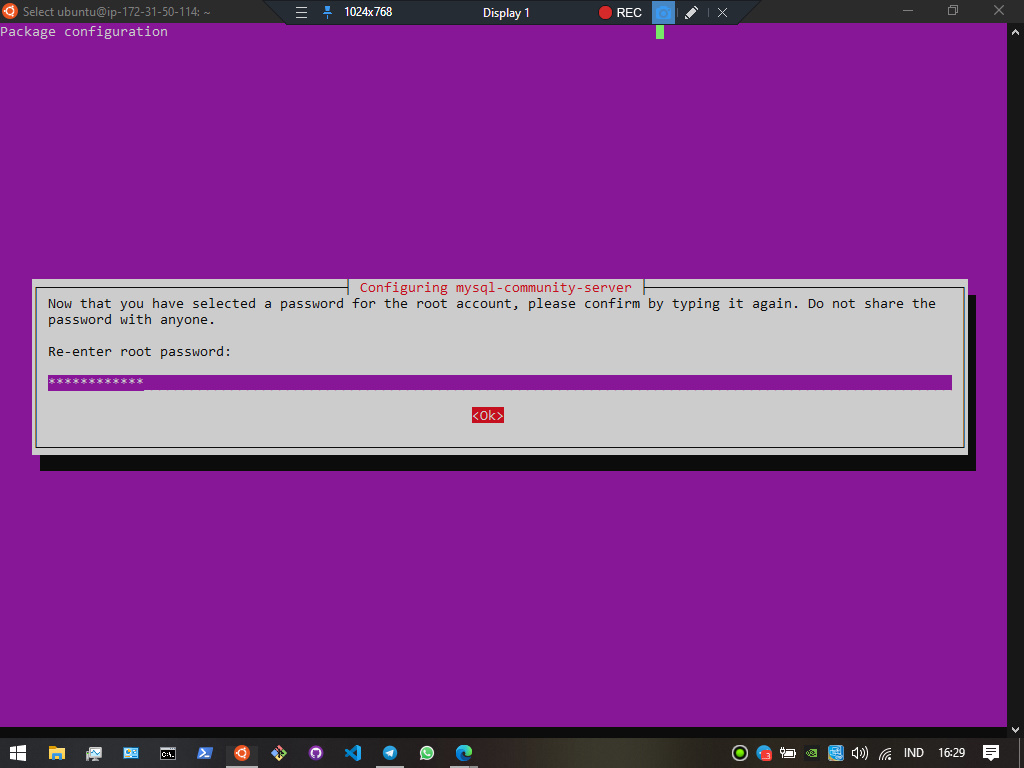 Select ubuntu@ip-172-31-50-114: ~
1024x768
Display 1
REC
Package configuration
Configuring mysql-community-server
Now that you have selected a password for the root account, please confirm by typing it again. Do not share the
password with anyone.
Re-enter root password:
************
<Ok>
IND
16:29